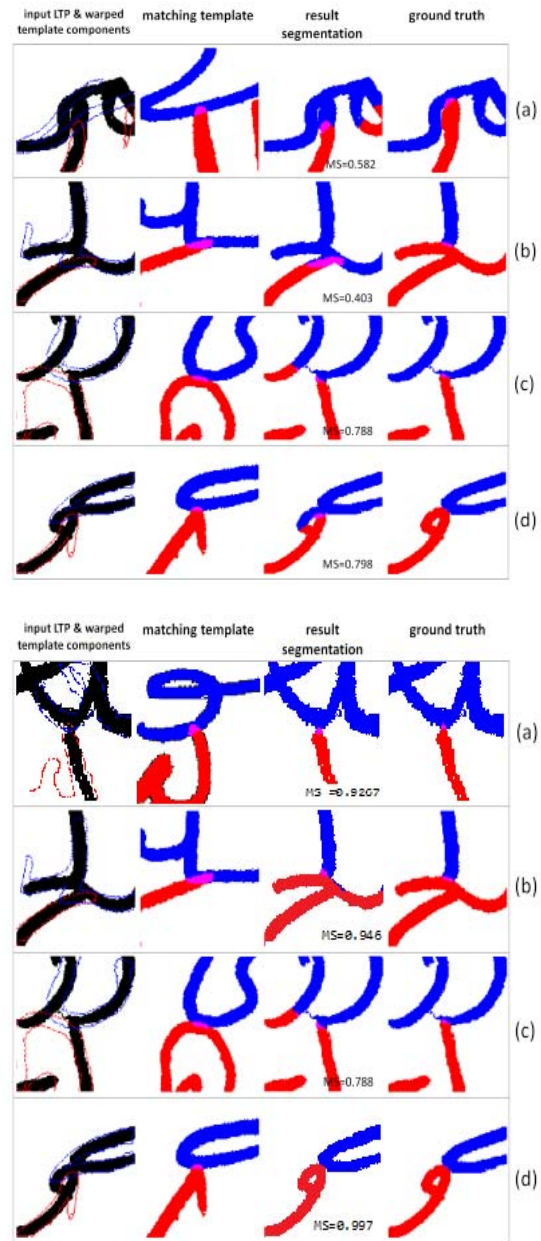 input LTP & warped matching template result ground truth
template components segmentation
(a)
MS=0.582
(b)
MS=0.403
(c)
MS=0.788
(d)
MS=0.798
input LTP & warped matching template result ground truth
template components segmentation
(a)
MS =0.9267
(b)
MS=0.946
(c)
MS=0.788
(d)
MS=0.997